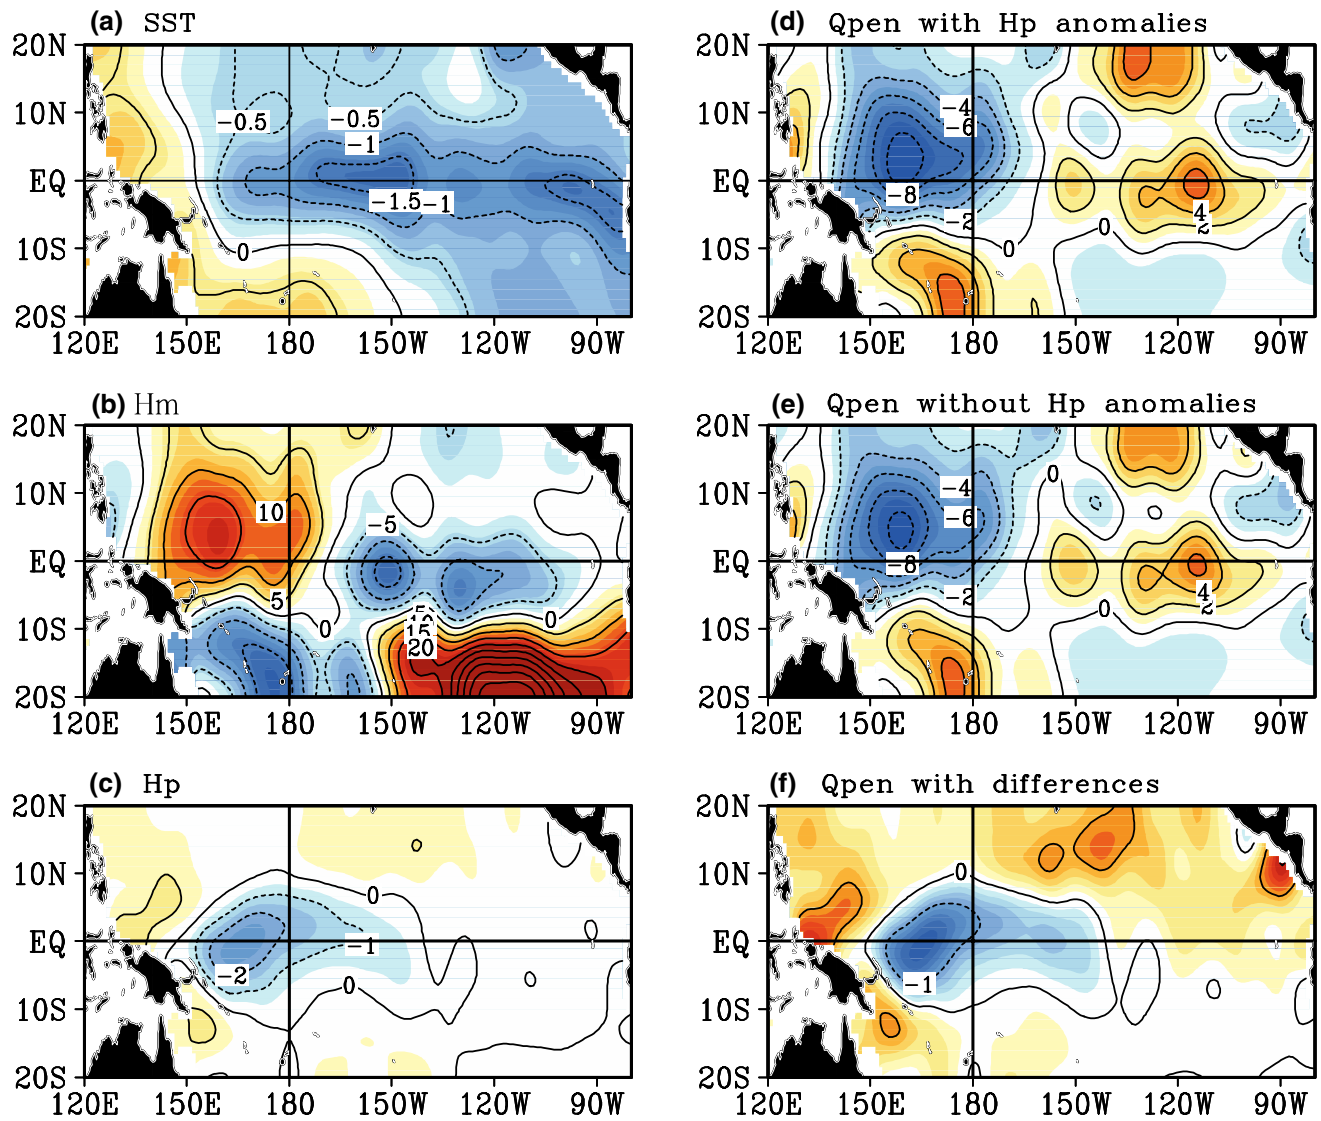 (a) SST
20N
10N
EQ
10S
20S
120E 150E 180 150W 120W 90W
-0.5
-0.5
-1
-1.5
-1
0
(b) Hm
20N
10N
EQ
10S
20S
120E 150E 180 150W 120W 90W
10
-5
5
0
5
10
15
20
0
(c) Hp
20N
10N
EQ
10S
20S
120E 150E 180 150W 120W 90W
0
-1
-2
0
(d) Qpen with Hp anomalies
20N
10N
EQ
10S
20S
120E 150E 180 150W 120W 90W
-4
-6
-8
-2
0
0
4
2
(e) Qpen without Hp anomalies
20N
10N
EQ
10S
20S
120E 150E 180 150W 120W 90W
0
-4
-6
-8
-2
0
4
2
(f) Qpen with differences
20N
10N
EQ
10S
20S
120E 150E 180 150W 120W 90W
0
-1